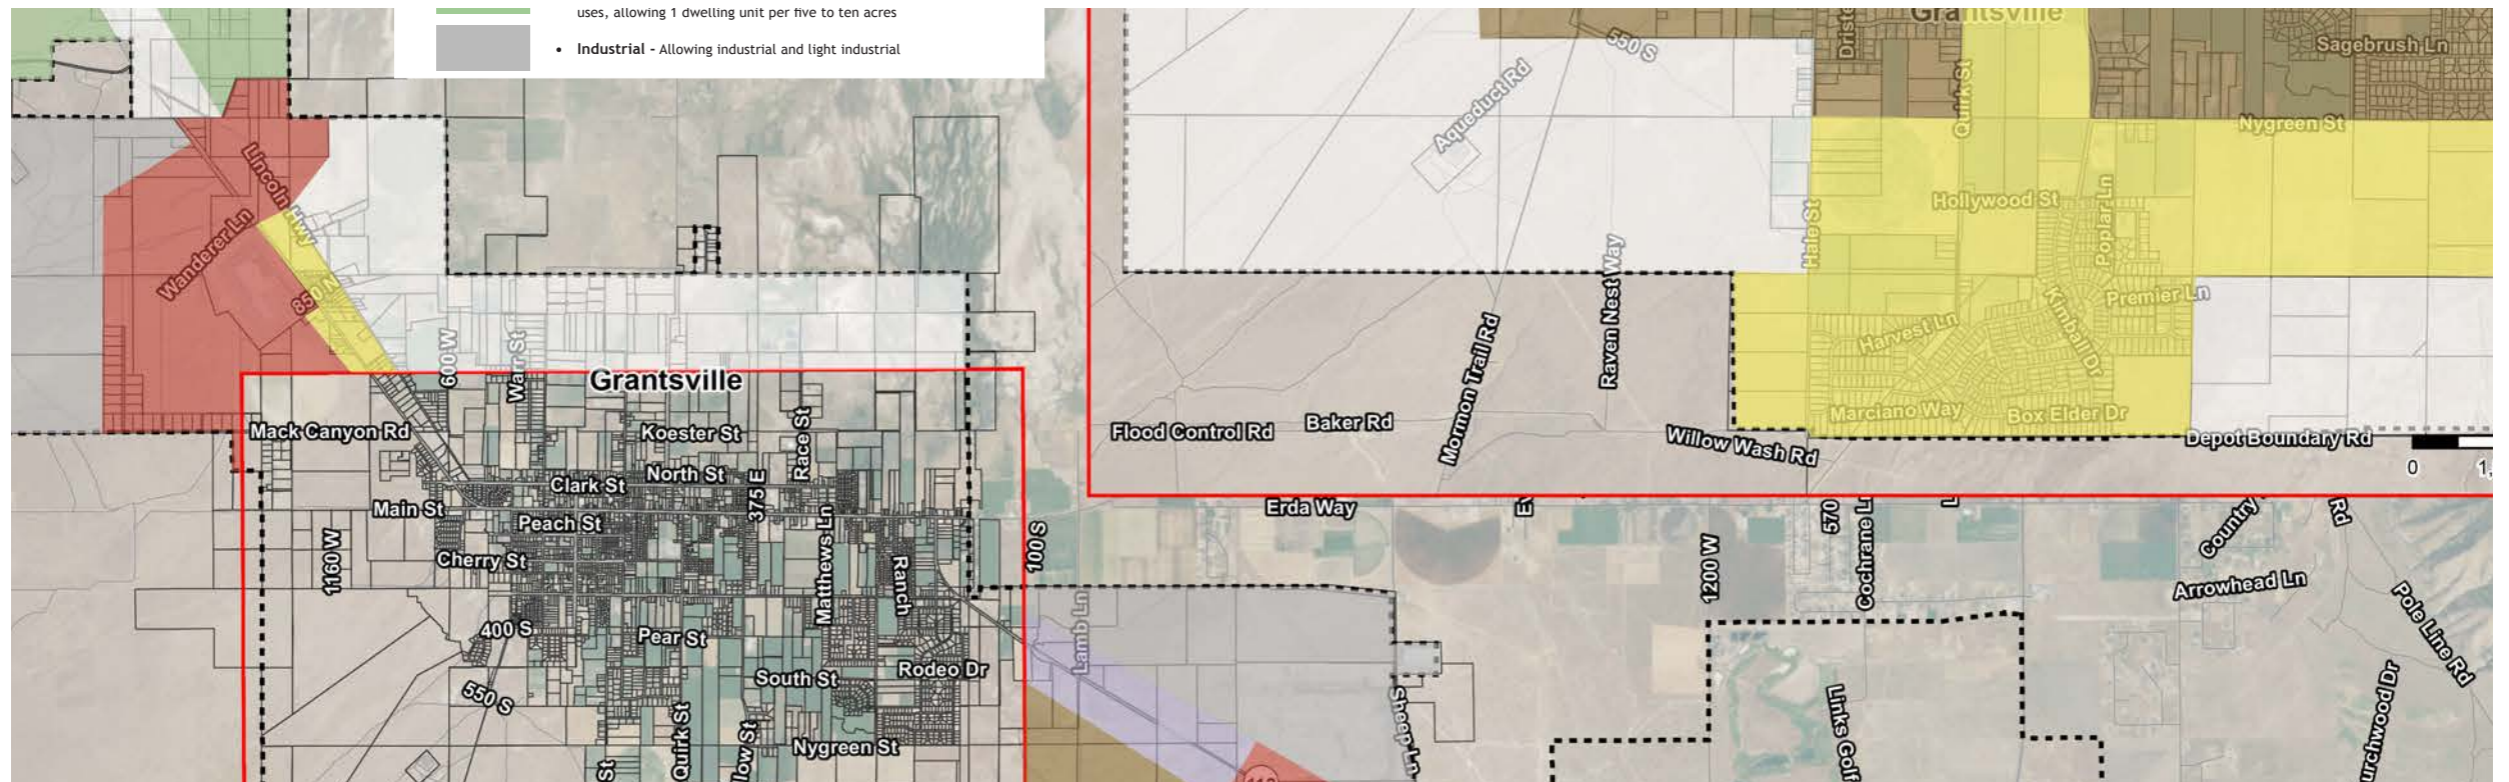 uses, allowing 1 dwelling unit per five to ten acres
• Industrial - Allowing industrial and light industrial
Lincoln Hwy
Wanderer Ln
850 N
600 W
Warr St
Grantsville
Mack Canyon Rd
Koester St
Race St
North St
Clark St
375 E
Main St
Peach St
Matthews Ln
Cherry St
1160 W
Ranch
100 S
400 S
Pear St
Lamb Ln
South St
Rodeo Dr
550 S
Quirk St
Nygreen St
St
Grantsville
550 S
Sagebrush Ln
Aqueduct Rd
Quirk St
Nygreen St
Hale St
Hollywood St
Poplar Ln
Premier Ln
Kimball Dr
Harvest Ln
Marciano Way
Box Elder Dr
Raven Nest Way
Mormon Trail Rd
Flood Control Rd
Baker Rd
Willow Wash Rd
Depot Boundary Rd
0
1,
Erda Way
570
Cochrane
Country
Rd
1200 W
Arrowhead Ln
Pole Line Rd
Sheep Ln
Links Golf